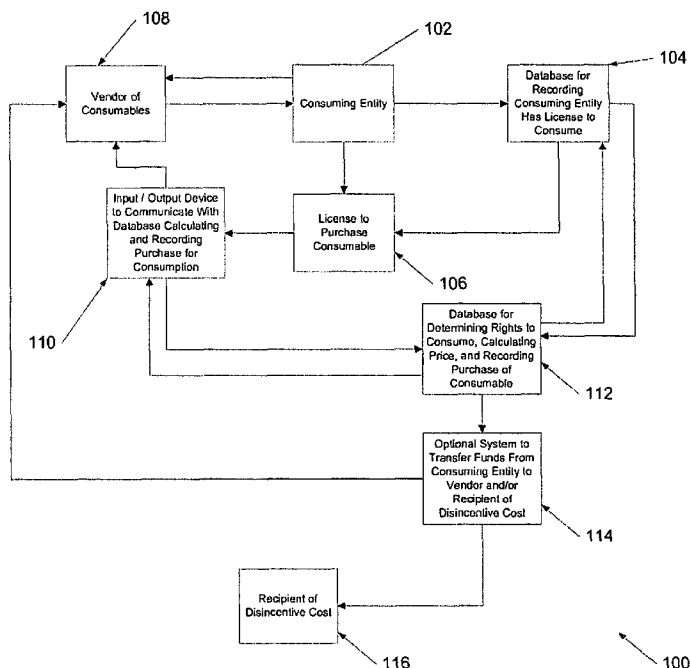 108
102
104
Vendor of
Consumables
Consuming Entity
Database for
Recording
Consuming Entity
Has License to
Consume
Input / Output Device
to Communicate With
Database Calculating
and Recording
Purchase for
Consumption
License to
Purchase
Consumable
106
110
Database for
Determining Rights to
Consume, Calculating
Price, and Recording
Purchase of
Consumable
112
Optional System to
Transfer Funds From
Consuming Entity to
Vendor and/or
Recipient of
Disincentive Cost
114
Recipient of
Disincentive Cost
116
100